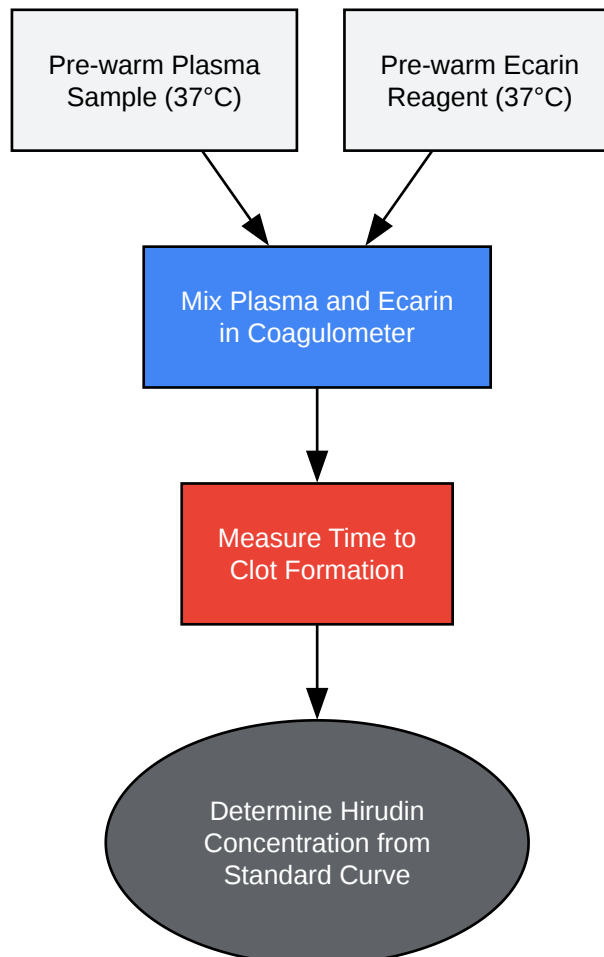 Pre-warm Plasma
Sample (37°C)
Pre-warm Ecarin
Reagent (37°C)
Mix Plasma and Ecarin
in Coagulometer
Measure Time to
Clot Formation
Determine Hirudin
Concentration from
Standard Curve